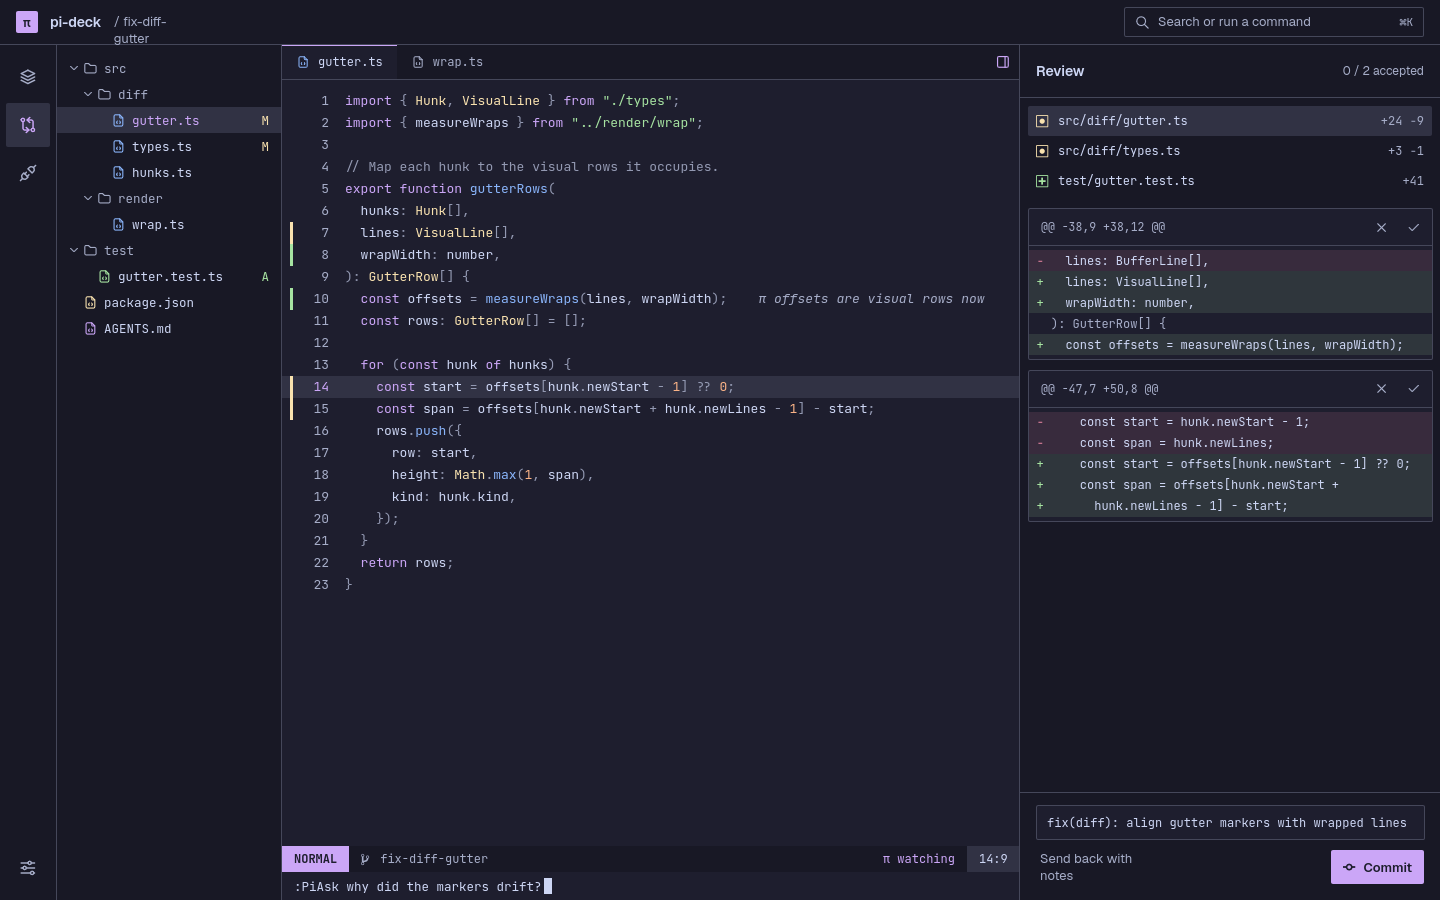 π pi-deck / fix-diff-
gutter
Search or run a command ⌘K
src
diff
gutter.ts M
types.ts M
hunks.ts
render
wrap.ts
test
gutter.test.ts A
package.json
AGENTS.md
gutter.ts wrap.ts
1 import { Hunk, VisualLine } from "./types";
2 import { measureWraps } from "../render/wrap";
3
4 // Map each hunk to the visual rows it occupies.
5 export function gutterRows(
6 hunks: Hunk[],
7 lines: VisualLine[],
8 wrapWidth: number,
9 ): GutterRow[] {
10 const offsets = measureWraps(lines, wrapWidth); π offsets are visual rows now
11 const rows: GutterRow[] = [];
12
13 for (const hunk of hunks) {
14 const start = offsets[hunk.newStart - 1] ?? 0;
15 const span = offsets[hunk.newStart + hunk.newLines - 1] - start;
16 rows.push({
17 row: start,
18 height: Math.max(1, span),
19 kind: hunk.kind,
20 });
21 }
22 return rows;
23 }
NORMAL fix-diff-gutter π watching 14:9
:PiAsk why did the markers drift?
Review 0 / 2 accepted
src/diff/gutter.ts +24 -9
src/diff/types.ts +3 -1
test/gutter.test.ts +41
@@ -38,9 +38,12 @@
- lines: BufferLine[],
+ lines: VisualLine[],
+ wrapWidth: number,
): GutterRow[] {
+ const offsets = measureWraps(lines, wrapWidth);
@@ -47,7 +50,8 @@
- const start = hunk.newStart - 1;
- const span = hunk.newLines;
+ const start = offsets[hunk.newStart - 1] ?? 0;
+ const span = offsets[hunk.newStart +
+ hunk.newLines - 1] - start;
fix(diff): align gutter markers with wrapped lines
Send back with
notes
Commit